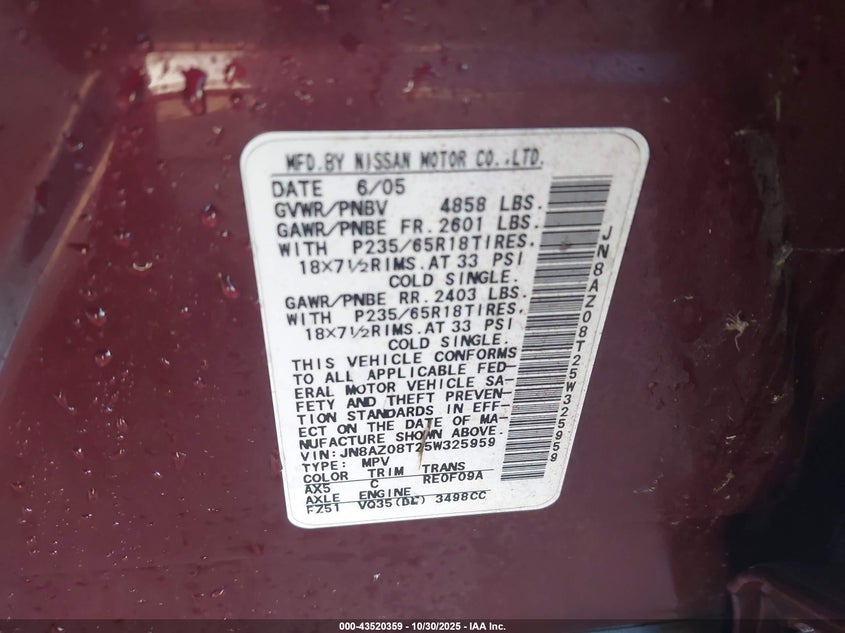 MFD.BY NISSAN MOTOR CO.,LTD.
DATE 6/05
GVWR/PNBV 4858 LBS.
GAWR/PNBE FR. 2601 LBS.
WITH P235/65R18TIRES.
18×7½RIMS.AT 33 PSI
COLD SINGLE.
GAWR/PNBE RR. 2403 LBS.
WITH P235/65R18TIRES.
18×7½RIMS.AT 33 PSI
COLD SINGLE.
THIS VEHICLE CONFORMS
TO ALL APPLICABLE FED-
ERAL MOTOR VEHICLE SA-
FETY AND THEFT PREVEN-
TION STANDARDS IN EFF-
ECT ON THE DATE OF MA-
NUFACTURE SHOWN ABOVE.
VIN: JN8AZ08T25W325959
TYPE: MPV
COLOR TRIM TRANS
AX5 C RE0F09A
AXLE ENGINE
FZ51 VQ35(DE) 3498CC
JN8AZ08T25W325959
000-43520359 - 10/30/2025 - IAA Inc.